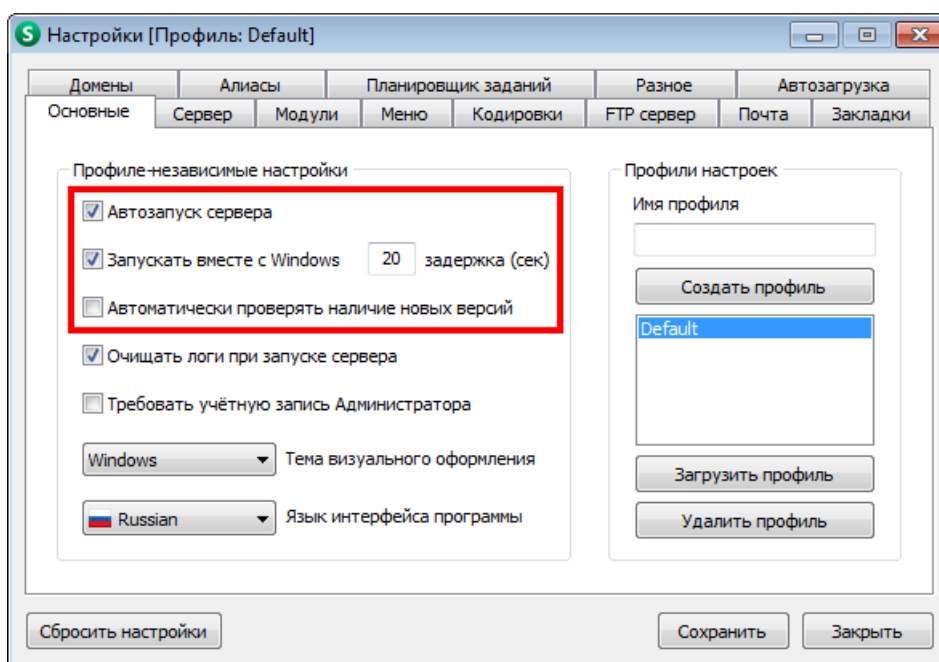 S Настройки [Профиль: Default]
Домены Алиасы Планировщик заданий Разное Автозагрузка
Основные Сервер Модули Меню Кодировки FTP сервер Почта Закладки
Профиле-независимые настройки
Автозапуск сервера
Запускать вместе с Windows 20 задержка (сек)
Автоматически проверять наличие новых версий
Очищать логи при запуске сервера
Требовать учётную запись Администратора
Windows Тема визуального оформления
Russian Язык интерфейса программы
Профили настроек
Имя профиля
Создать профиль
Default
Загрузить профиль
Удалить профиль
Сбросить настройки Сохранить Закрыть